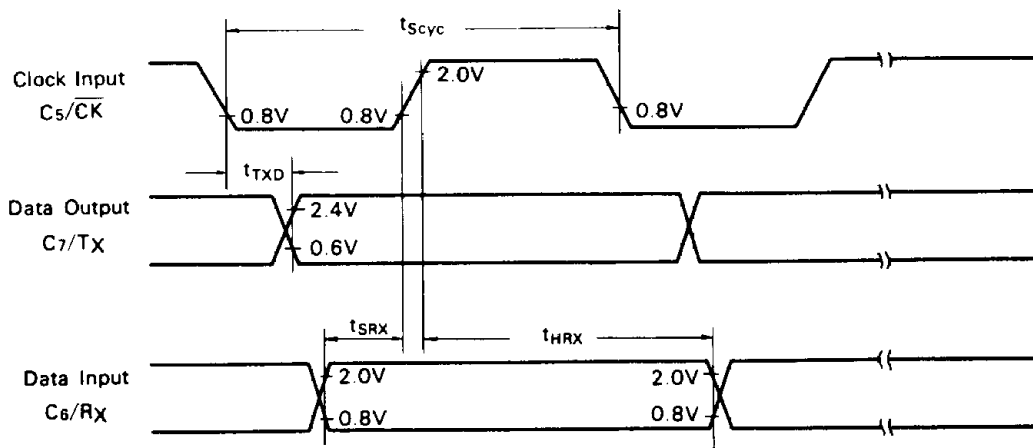 tScyc
Clock Input
C5/C̅K̅
2.0V
0.8V
0.8V
0.8V
tTXD
Data Output
C7/TX
2.4V
0.6V
tSRX
tHRX
Data Input
C6/RX
2.0V
2.0V
0.8V
0.8V